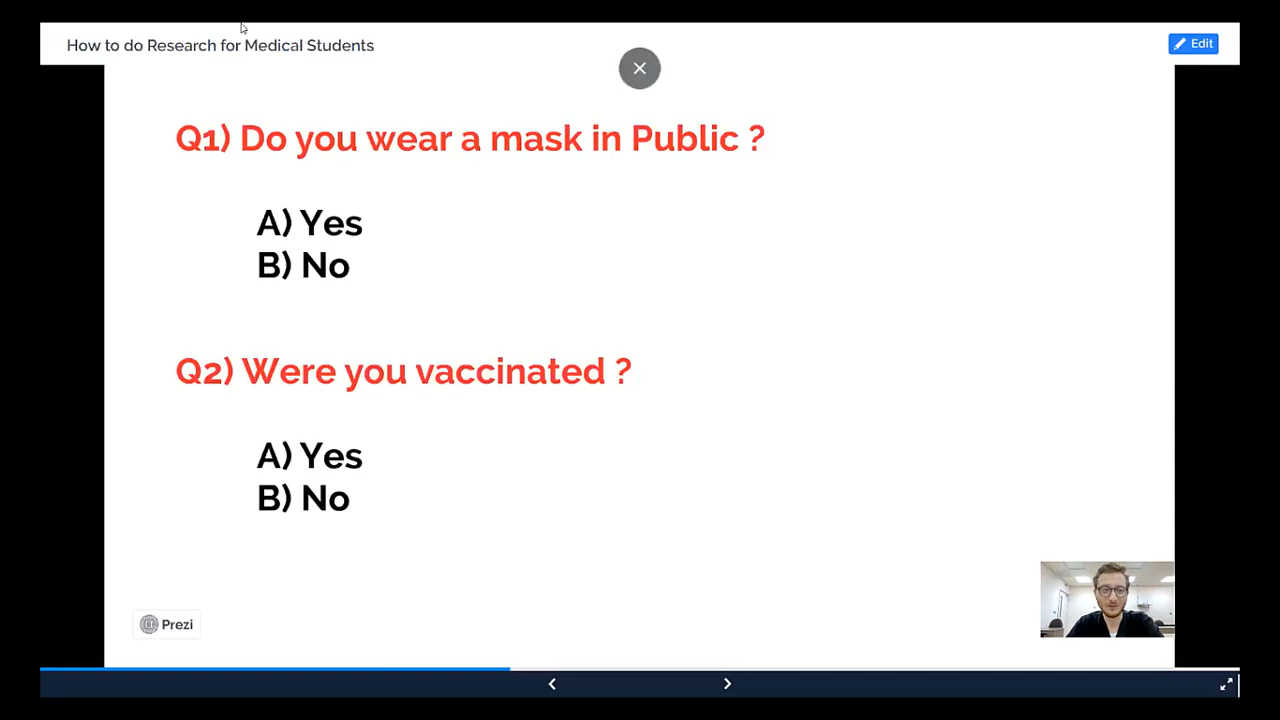 How to do Research for Medical Students
Edit
Q1) Do you wear a mask in Public ?
A) Yes
B) No
Q2) Were you vaccinated ?
A) Yes
B) No
Prezi